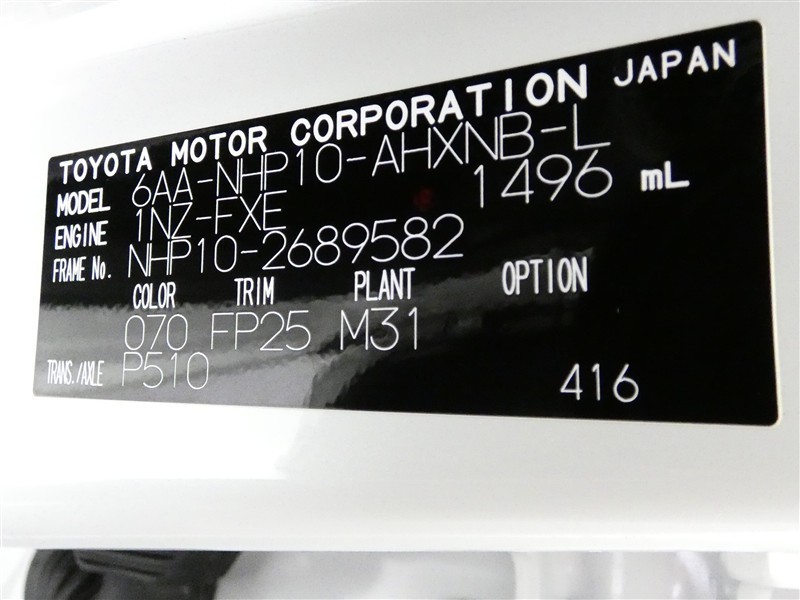 TOYOTA MOTOR CORPORATION JAPAN
MODEL 6AA-NHP10-AHXNB-L
ENGINE 1NZ-FXE 1496 mL
FRAME No. NHP10-2689582
COLOR TRIM PLANT OPTION
070 FP25 M31
TRANS./AXLE P510 416